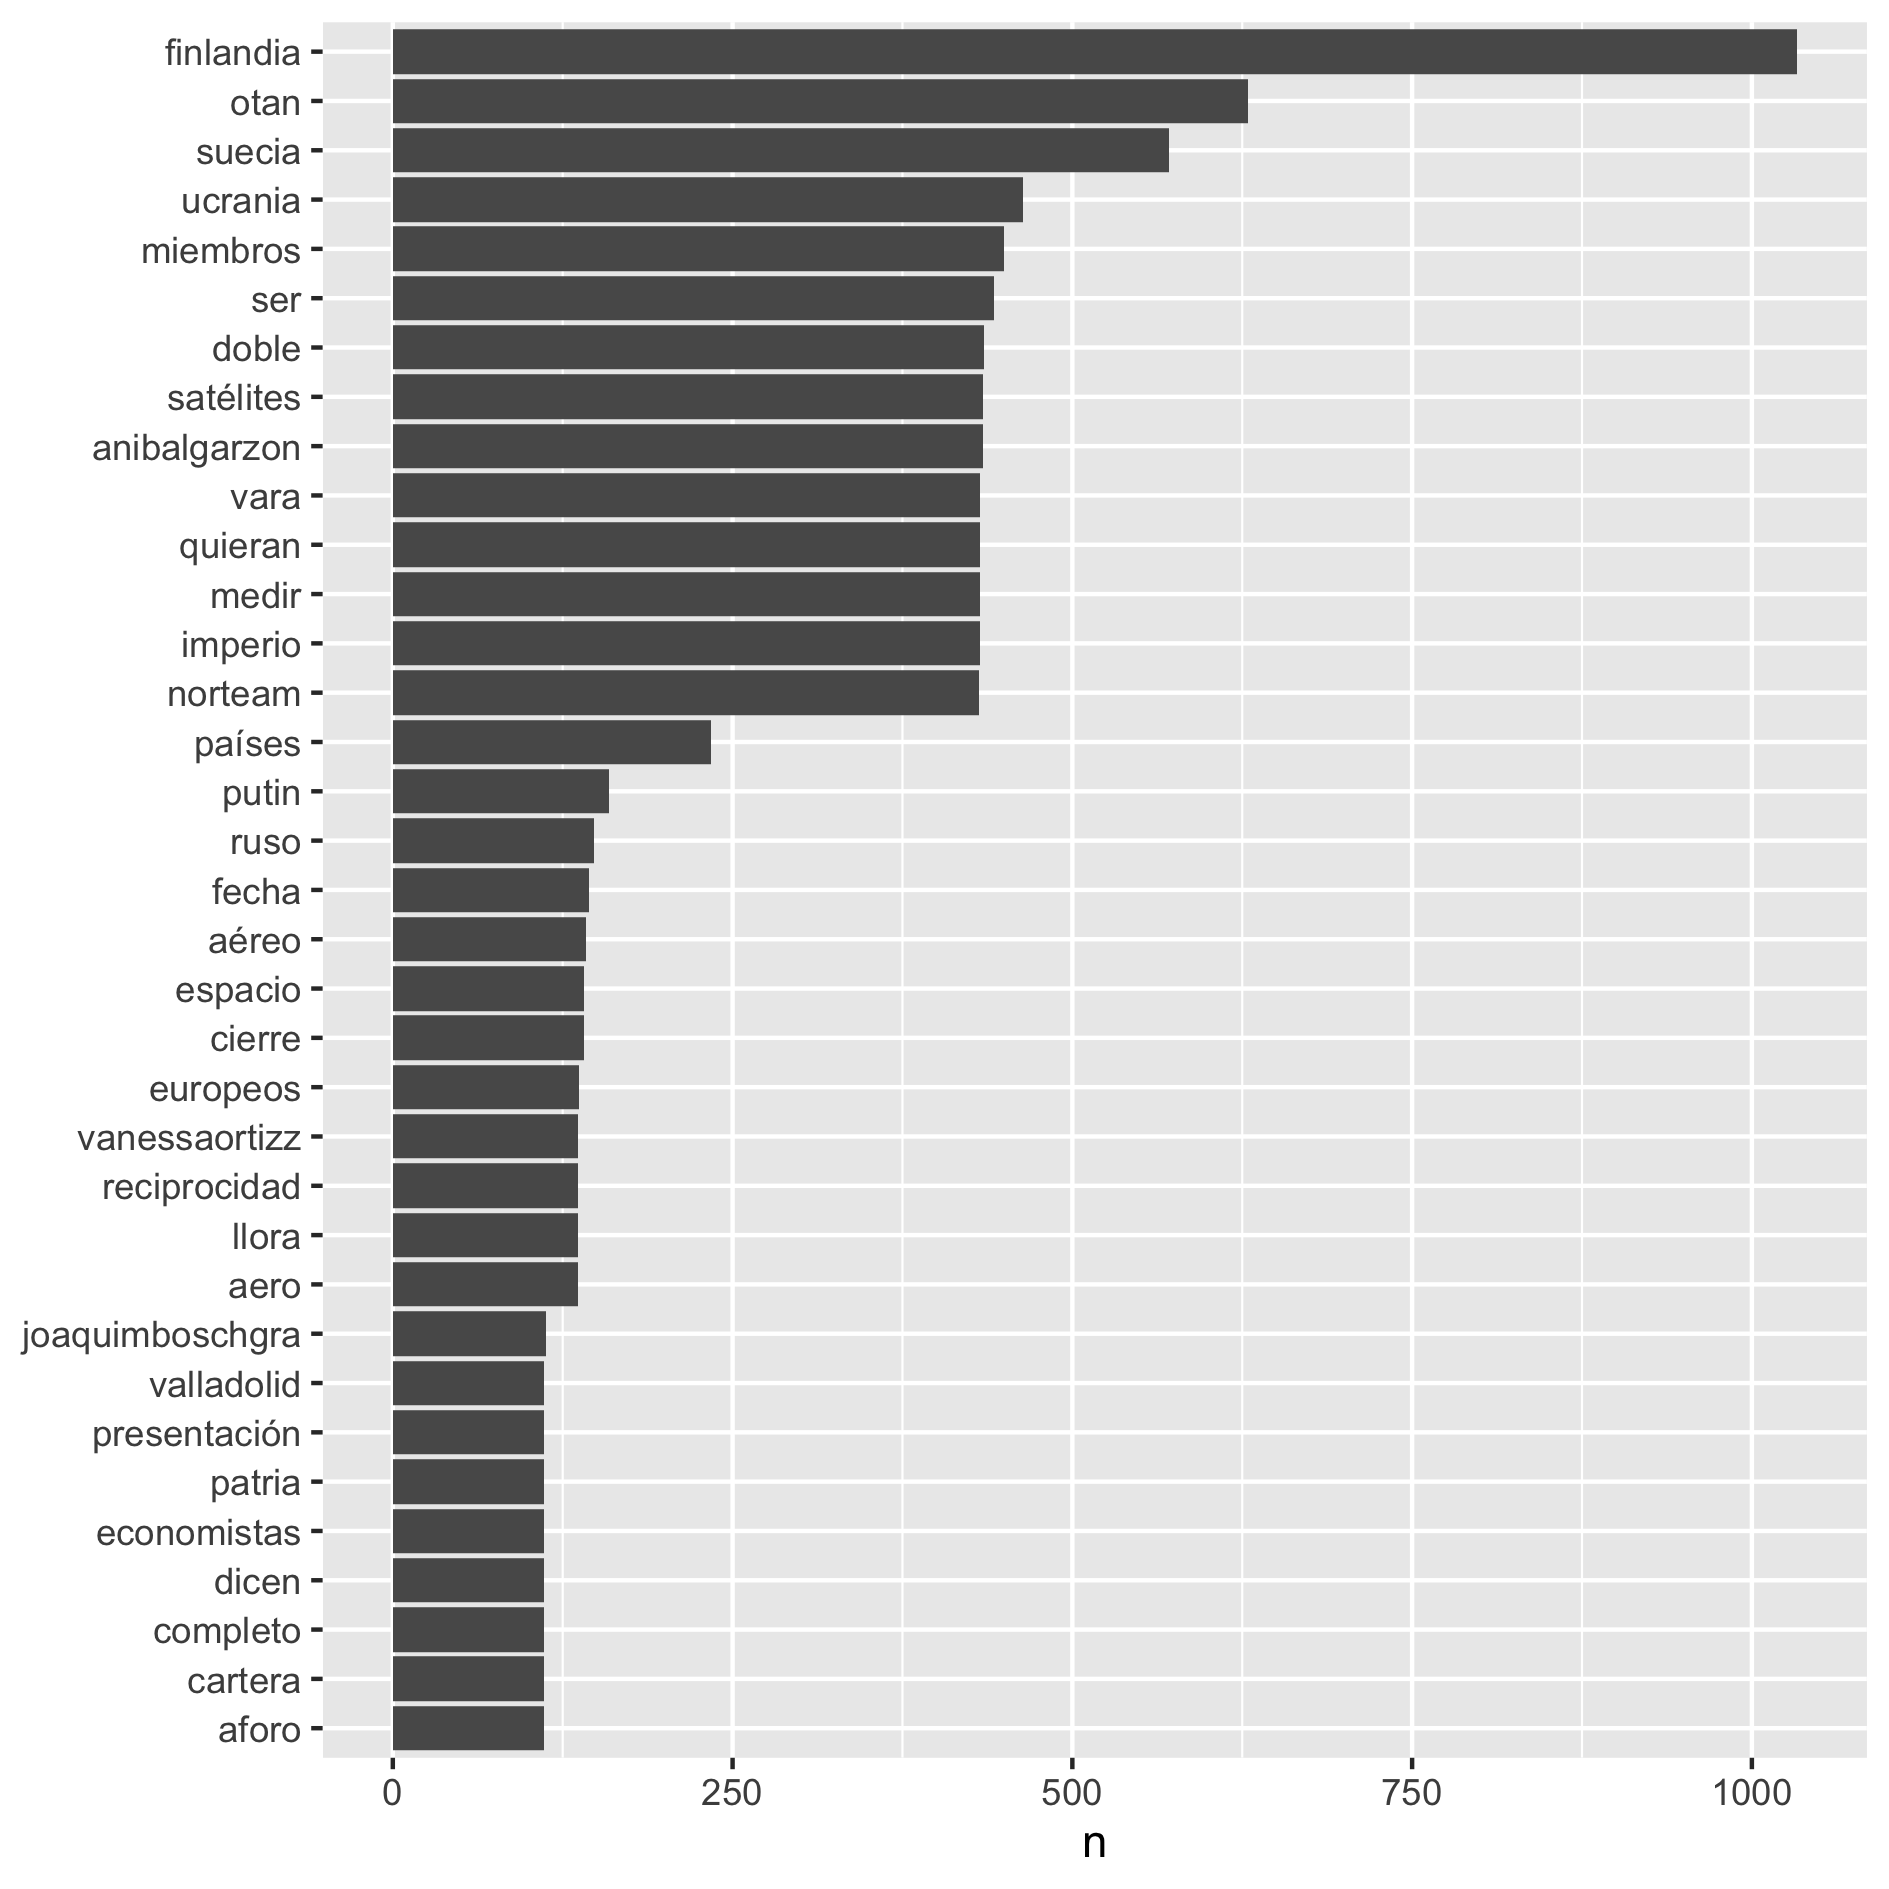 finlandia
otan
suecia
ucrania
miembros
ser
doble
satélites
anibalgarzon
vara
quieran
medir
imperio
norteam
países
putin
ruso
fecha
aéreo
espacio
cierre
europeos
vanessaortizz
reciprocidad
llora
aero
joaquimboschgra
valladolid
presentación
patria
economistas
dicen
completo
cartera
aforo
0 250 500 750 1000
n